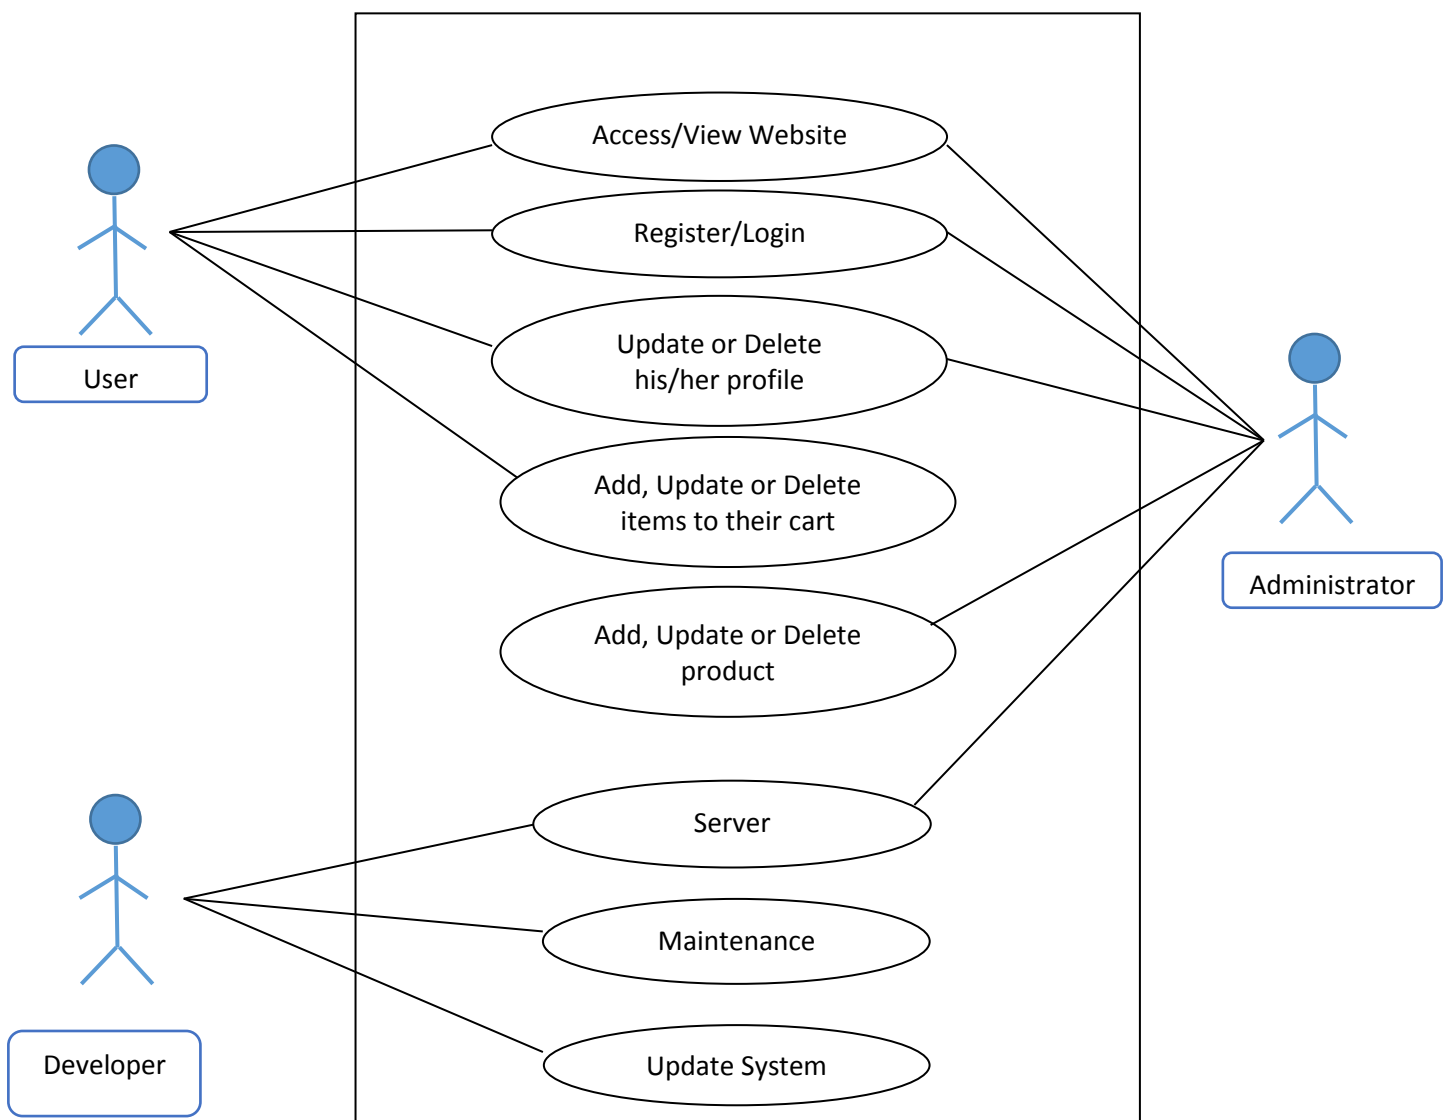 Access/View Website
Register/Login
Update or Delete
his/her profile
User
Add, Update or Delete
items to their cart
Administrator
Add, Update or Delete
product
Server
Maintenance
Developer
Update System